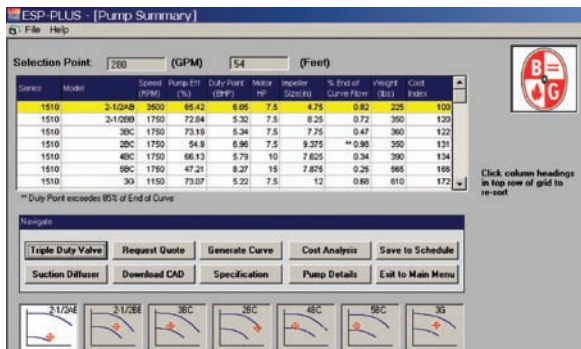 ESP-PLUS - [Pump Summary]
File Help
Selection Point: 280 (GPM) 54 (Feet)
Series Model Speed (RPM) Pump Eff (%) Duty Point (BHP) Motor HP Impeller Size(in) % End of Curve Flow Weight (lbs) Cost Index
1510 2-1/2AB 3500 65.42 6.05 7.5 4.75 0.82 225 100
1510 2-1/2BB 1750 72.84 5.32 7.5 8.25 0.72 350 120
1510 3BC 1750 73.19 5.34 7.5 7.75 0.47 360 122
1510 2BC 1750 54.9 6.96 7.5 9.375 ** 0.98 350 131
1510 4BC 1750 66.13 5.79 10 7.625 0.34 390 134
1510 5BC 1750 47.21 8.27 15 7.875 0.25 565 166
1510 3G 1150 73.07 5.22 7.5 12 0.68 610 172
** Duty Point exceedes 85% of End of Curve
Click column headings
in top row of grid to
re-sort
Navigate
Triple Duty Valve Request Quote Generate Curve Cost Analysis Save to Schedule
Suction Diffuser Download CAD Specification Pump Details Exit to Main Menu
2-1/2AE 2-1/2BE 3BC 2BC 4BC 5BC 3G
B
G